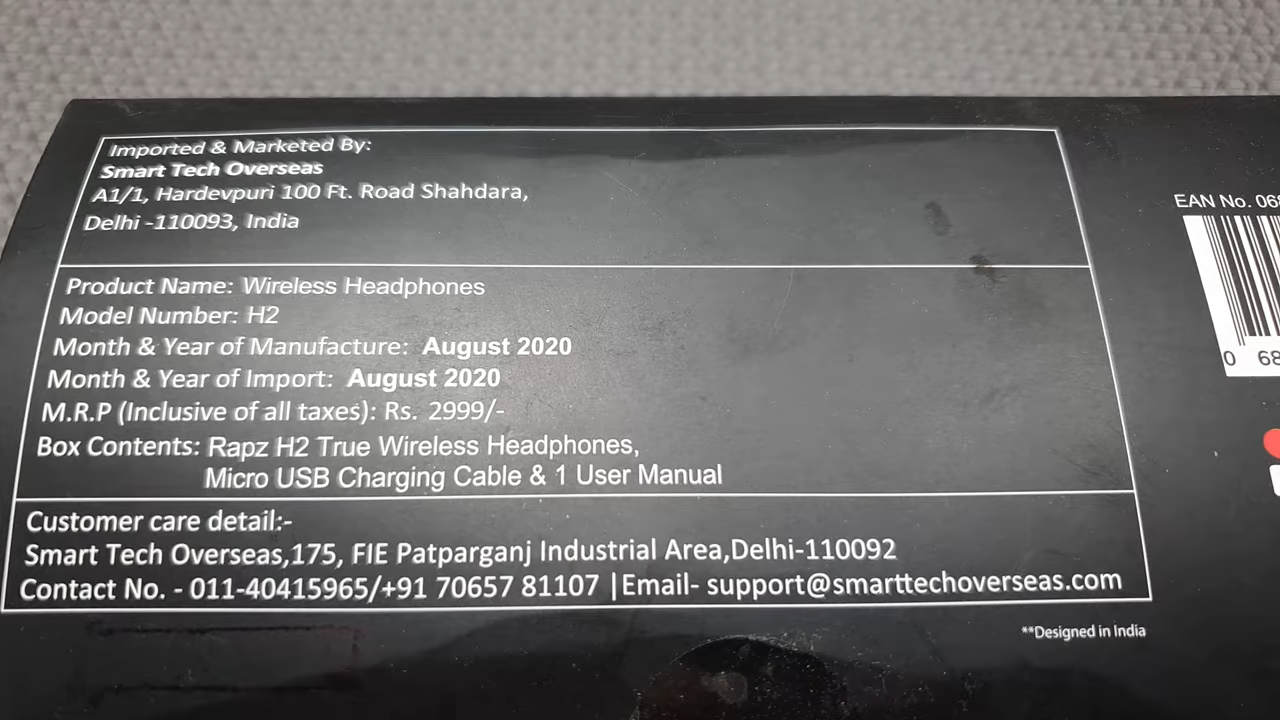 Imported & Marketed By:
Smart Tech Overseas
A1/1, Hardevpuri 100 Ft. Road Shahdara,
Delhi -110093, India
Product Name: Wireless Headphones
Model Number: H2
Month & Year of Manufacture: August 2020
Month & Year of Import: August 2020
M.R.P (Inclusive of all taxes): Rs. 2999/-
Box Contents: Rapz H2 True Wireless Headphones,
Micro USB Charging Cable & 1 User Manual
Customer care detail:-
Smart Tech Overseas,175, FIE Patparganj Industrial Area,Delhi-110092
Contact No. - 011-40415965/+91 70657 81107 |Email- support@smarttechoverseas.com
**Designed in India
EAN No. 068
0 68